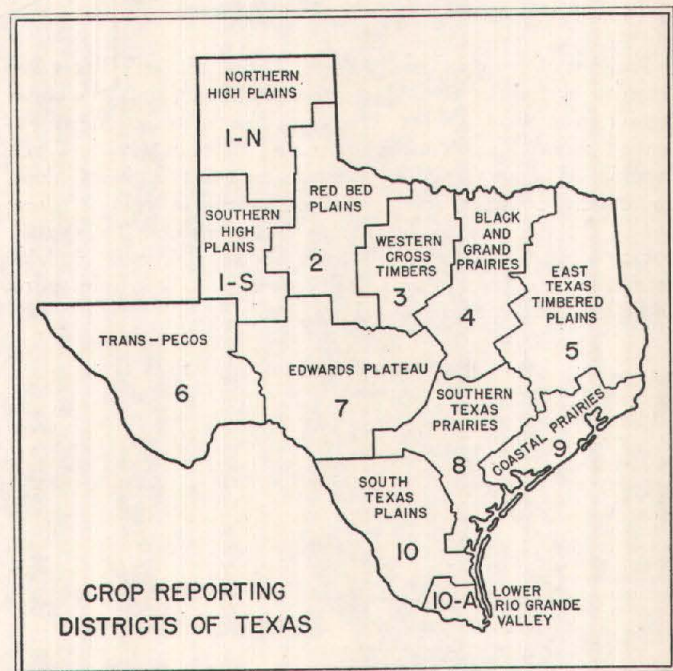 NORTHERN
HIGH PLAINS
1-N
SOUTHERN
HIGH
PLAINS
1-S
RED BED
PLAINS
2
WESTERN
CROSS
TIMBERS
3
BLACK
AND
GRAND
PRAIRIES
4
EAST
TEXAS
TIMBERED
PLAINS
5
TRANS-PECOS
6
EDWARDS PLATEAU
7
SOUTHERN
TEXAS
PRAIRIES
8
COASTAL PRAIRIES
9
SOUTH
TEXAS
PLAINS
10
10-A
LOWER
RIO GRANDE
VALLEY
CROP REPORTING
DISTRICTS OF TEXAS